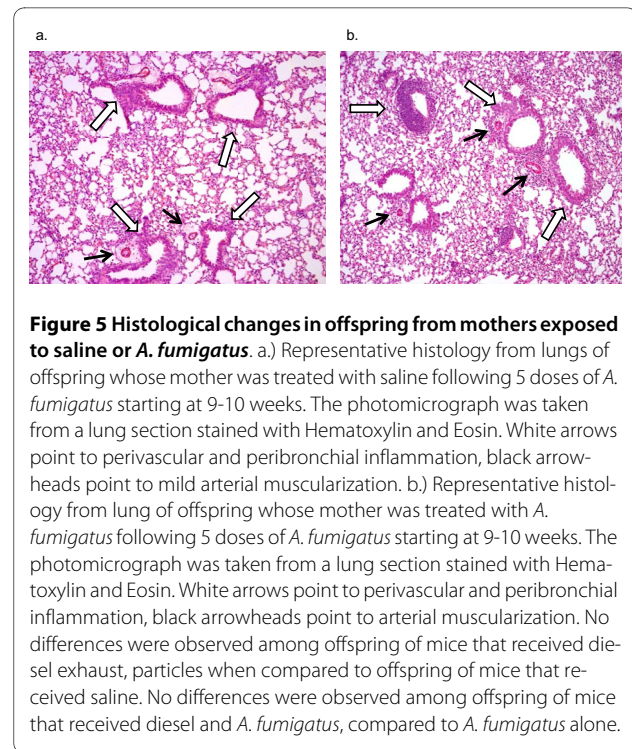 a.
b.
Figure 5 Histological changes in offspring from mothers exposed
to saline or A. fumigatus. a.) Representative histology from lungs of
offspring whose mother was treated with saline following 5 doses of A.
fumigatus starting at 9-10 weeks. The photomicrograph was taken
from a lung section stained with Hematoxylin and Eosin. White arrows
point to perivascular and peribronchial inflammation, black arrow-
heads point to mild arterial muscularization. b.) Representative histol-
ogy from lung of offspring whose mother was treated with A.
fumigatus following 5 doses of A. fumigatus starting at 9-10 weeks. The
photomicrograph was taken from a lung section stained with Hema-
toxylin and Eosin. White arrows point to perivascular and peribronchial
inflammation, black arrowheads point to arterial muscularization. No
differences were observed among offspring of mice that received die-
sel exhaust, particles when compared to offspring of mice that re-
ceived saline. No differences were observed among offspring of mice
that received diesel and A. fumigatus, compared to A. fumigatus alone.